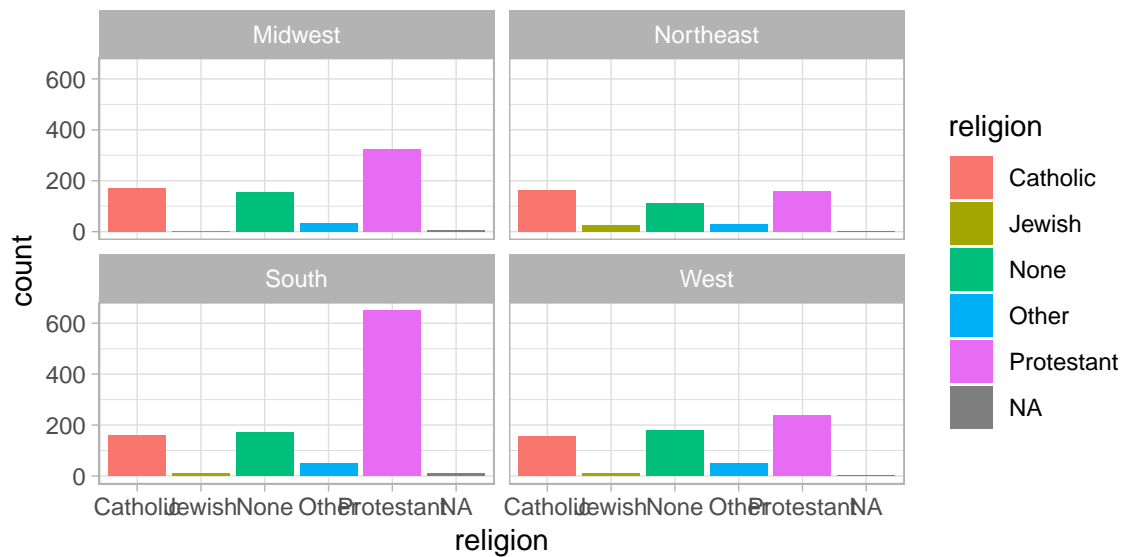 Midwest
Northeast
600
400
200
0
South
West
600
400
200
0
count
Catholic Jewish None Other Protestant NA
Catholic Jewish None Other Protestant NA
religion
religion
Catholic
Jewish
None
Other
Protestant
NA